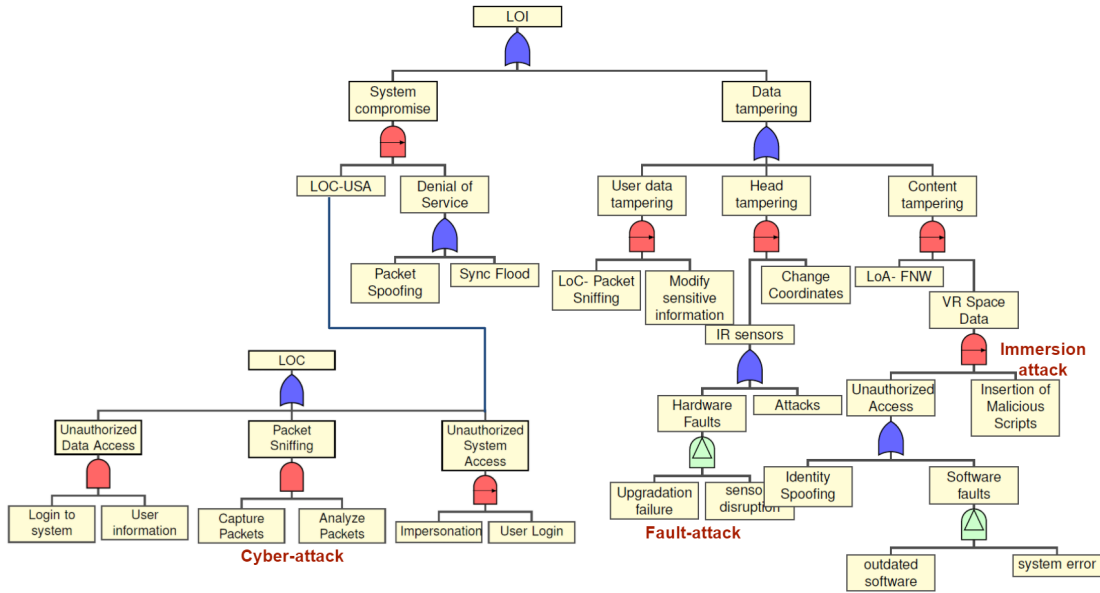 LOI
System
compromise
Data
tampering
LOC-USA
Denial of
Service
User data
tampering
Head
tampering
Content
tampering
Packet
Spoofing
Sync Flood
LoC- Packet
Sniffing
Modify
sensitive
information
Change
Coordinates
LoA- FNW
VR Space
Data
IR sensors
Immersion
attack
LOC
Hardware
Faults
Attacks
Unauthorized
Access
Insertion of
Malicious
Scripts
Unauthorized
Data Access
Packet
Sniffing
Unauthorized
System
Access
Upgradation
failure
senso
disruption
Identity
Spoofing
Software
faults
Login to
system
User
information
Capture
Packets
Analyze
Packets
Impersonation
User Login
Fault-attack
Cyber-attack
outdated
software
system error